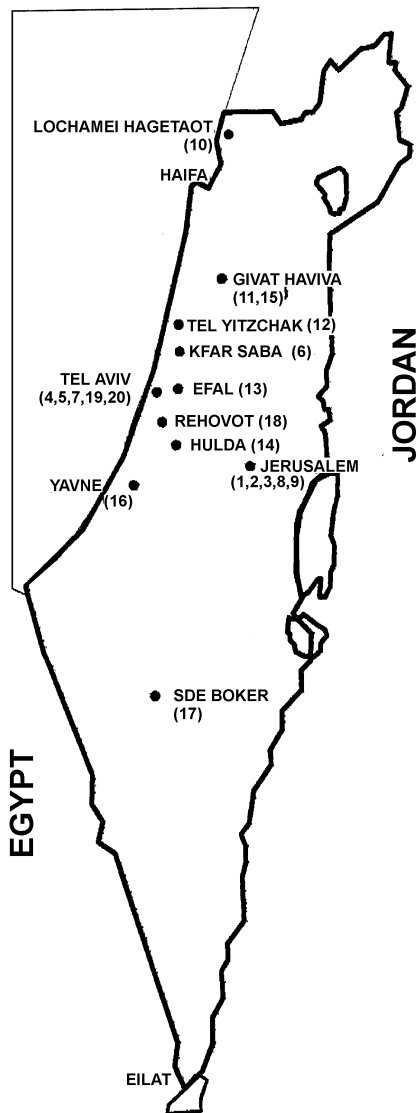 LOCHAMEI HAGETAOT
(10)
HAIFA
GIVAT HAVIVA
(11,15)
TEL YITZCHAK (12)
KFAR SABA (6)
TEL AVIV
(4,5,7,19,20)
EFAL (13)
REHOVOT (18)
HULDA (14)
JERUSALEM
(1,2,3,8,9)
YAVNE
(16)
JORDAN
SDE BOKER
(17)
EGYPT
EILAT